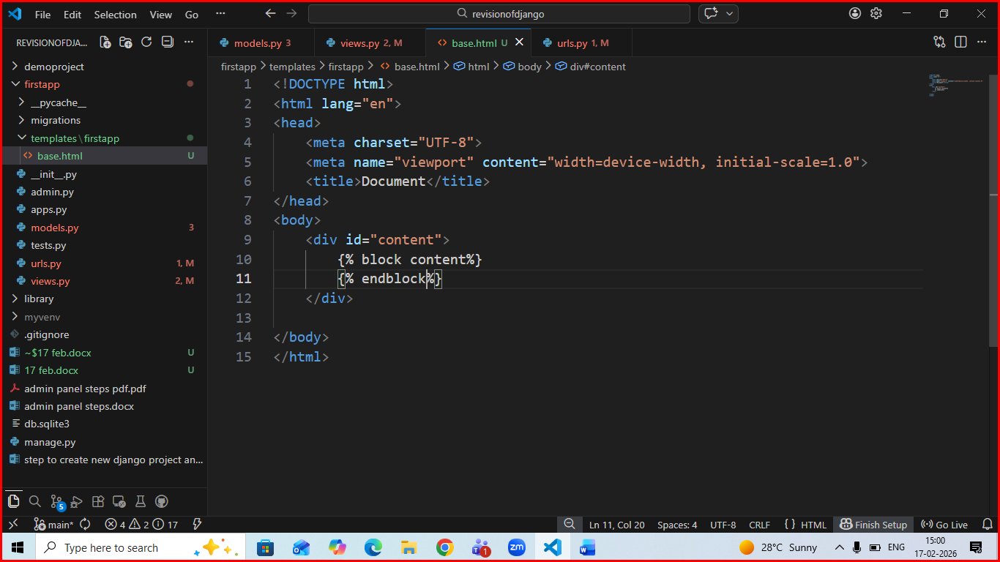 File Edit Selection View Go ··· revisionofdjango
REVISIONOFDJA... ···
models.py 3 views.py 2, M base.html U urls.py 1, M ···
firstapp > templates > firstapp > base.html > html > body > div#content
demoproject
firstapp
__pycache__
migrations
templates\firstapp
base.html U
__init__.py
admin.py
apps.py
models.py 3
tests.py
urls.py 1, M
views.py 2, M
library
myvenv
.gitignore
~$17 feb.docx U
17 feb.docx U
admin panel steps pdf.pdf
admin panel steps.docx
db.sqlite3
manage.py
step to create new django project an...
1 <!DOCTYPE html>
2 <html lang="en">
3 <head>
4 <meta charset="UTF-8">
5 <meta name="viewport" content="width=device-width, initial-scale=1.0">
6 <title>Document</title>
7 </head>
8 <body>
9 <div id="content">
10 {% block content%}
11 {% endblock%}
12 </div>
13
14 </body>
15 </html>
5
main* 4 2 17 Ln 11, Col 20 Spaces: 4 UTF-8 CRLF { } HTML Finish Setup Go Live
Type here to search T 1 zm W 28°C Sunny ENG 15:00
17-02-2026